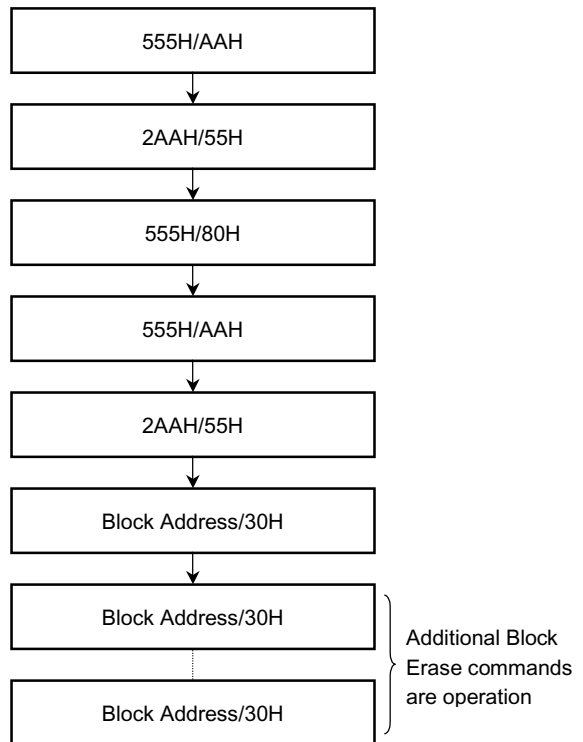 555H/AAH
2AAH/55H
555H/80H
555H/AAH
2AAH/55H
Block Address/30H
Block Address/30H
Additional Block
Erase commands
are operation
Block Address/30H